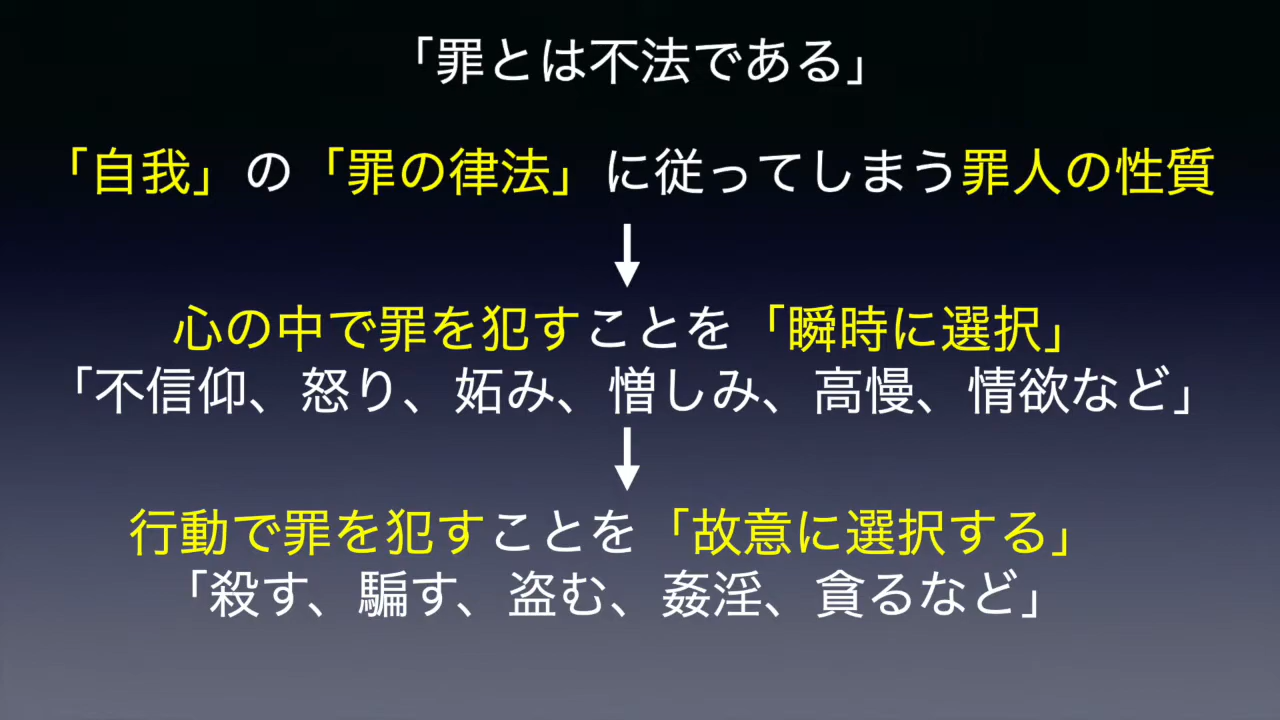 「罪とは不法である」
「自我」の「罪の律法」に従ってしまう罪人の性質
心の中で罪を犯すことを「瞬時に選択」
「不信仰、怒り、妬み、憎しみ、高慢、情欲など」
行動で罪を犯すことを「故意に選択する」
「殺す、騙す、盗む、姦淫、貪るなど」